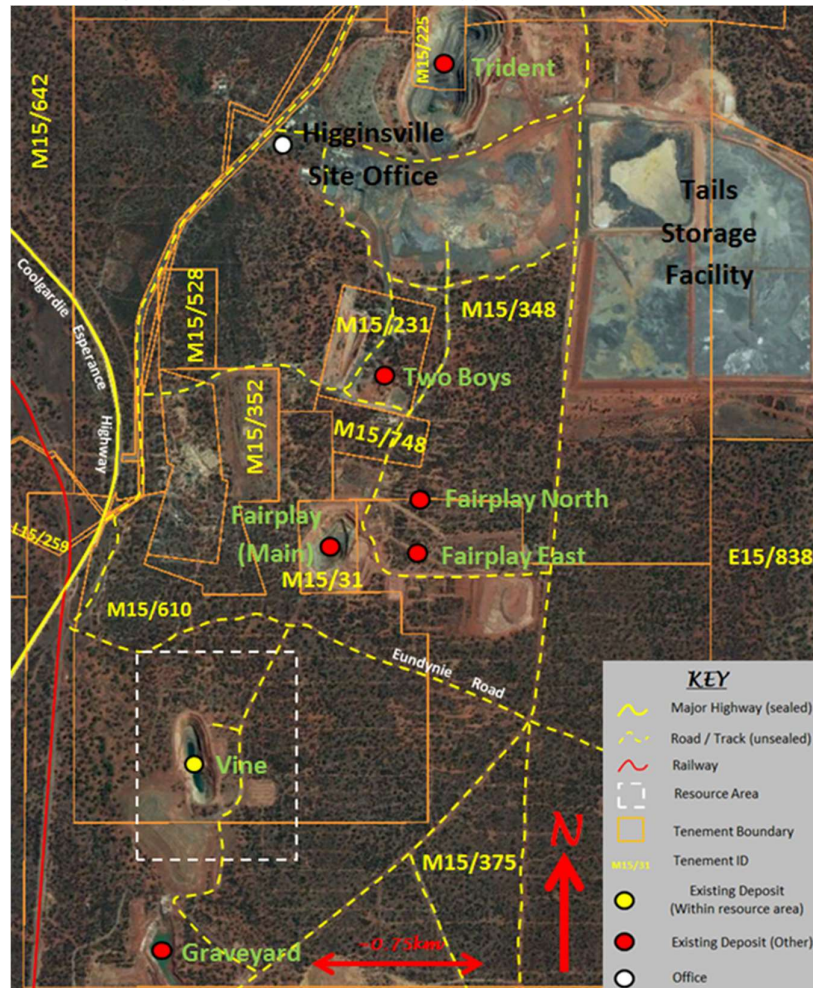 M15/225
Trident
M15/642
Higginsville
Site Office
Tails
Storage
Facility
Coolgardie Esperance Highway
M15/528
M15/231
M15/348
Two Boys
M15/352
M15/748
Fairplay North
Fairplay
(Main)
Fairplay East
L15/259
M15/31
E15/838
M15/610
Eundynie Road
Vine
M15/375
Graveyard
~0.75km
N
KEY
Major Highway (sealed)
Road / Track (unsealed)
Railway
Resource Area
Tenement Boundary
M15/31 Tenement ID
Existing Deposit
(Within resource area)
Existing Deposit (Other)
Office